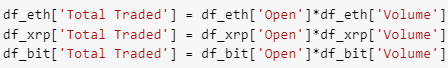 df_eth['Total Traded'] = df_eth['Open']*df_eth['Volume']
df_xrp['Total Traded'] = df_xrp['Open']*df_xrp['Volume']
df_bit['Total Traded'] = df_bit['Open']*df_bit['Volume']